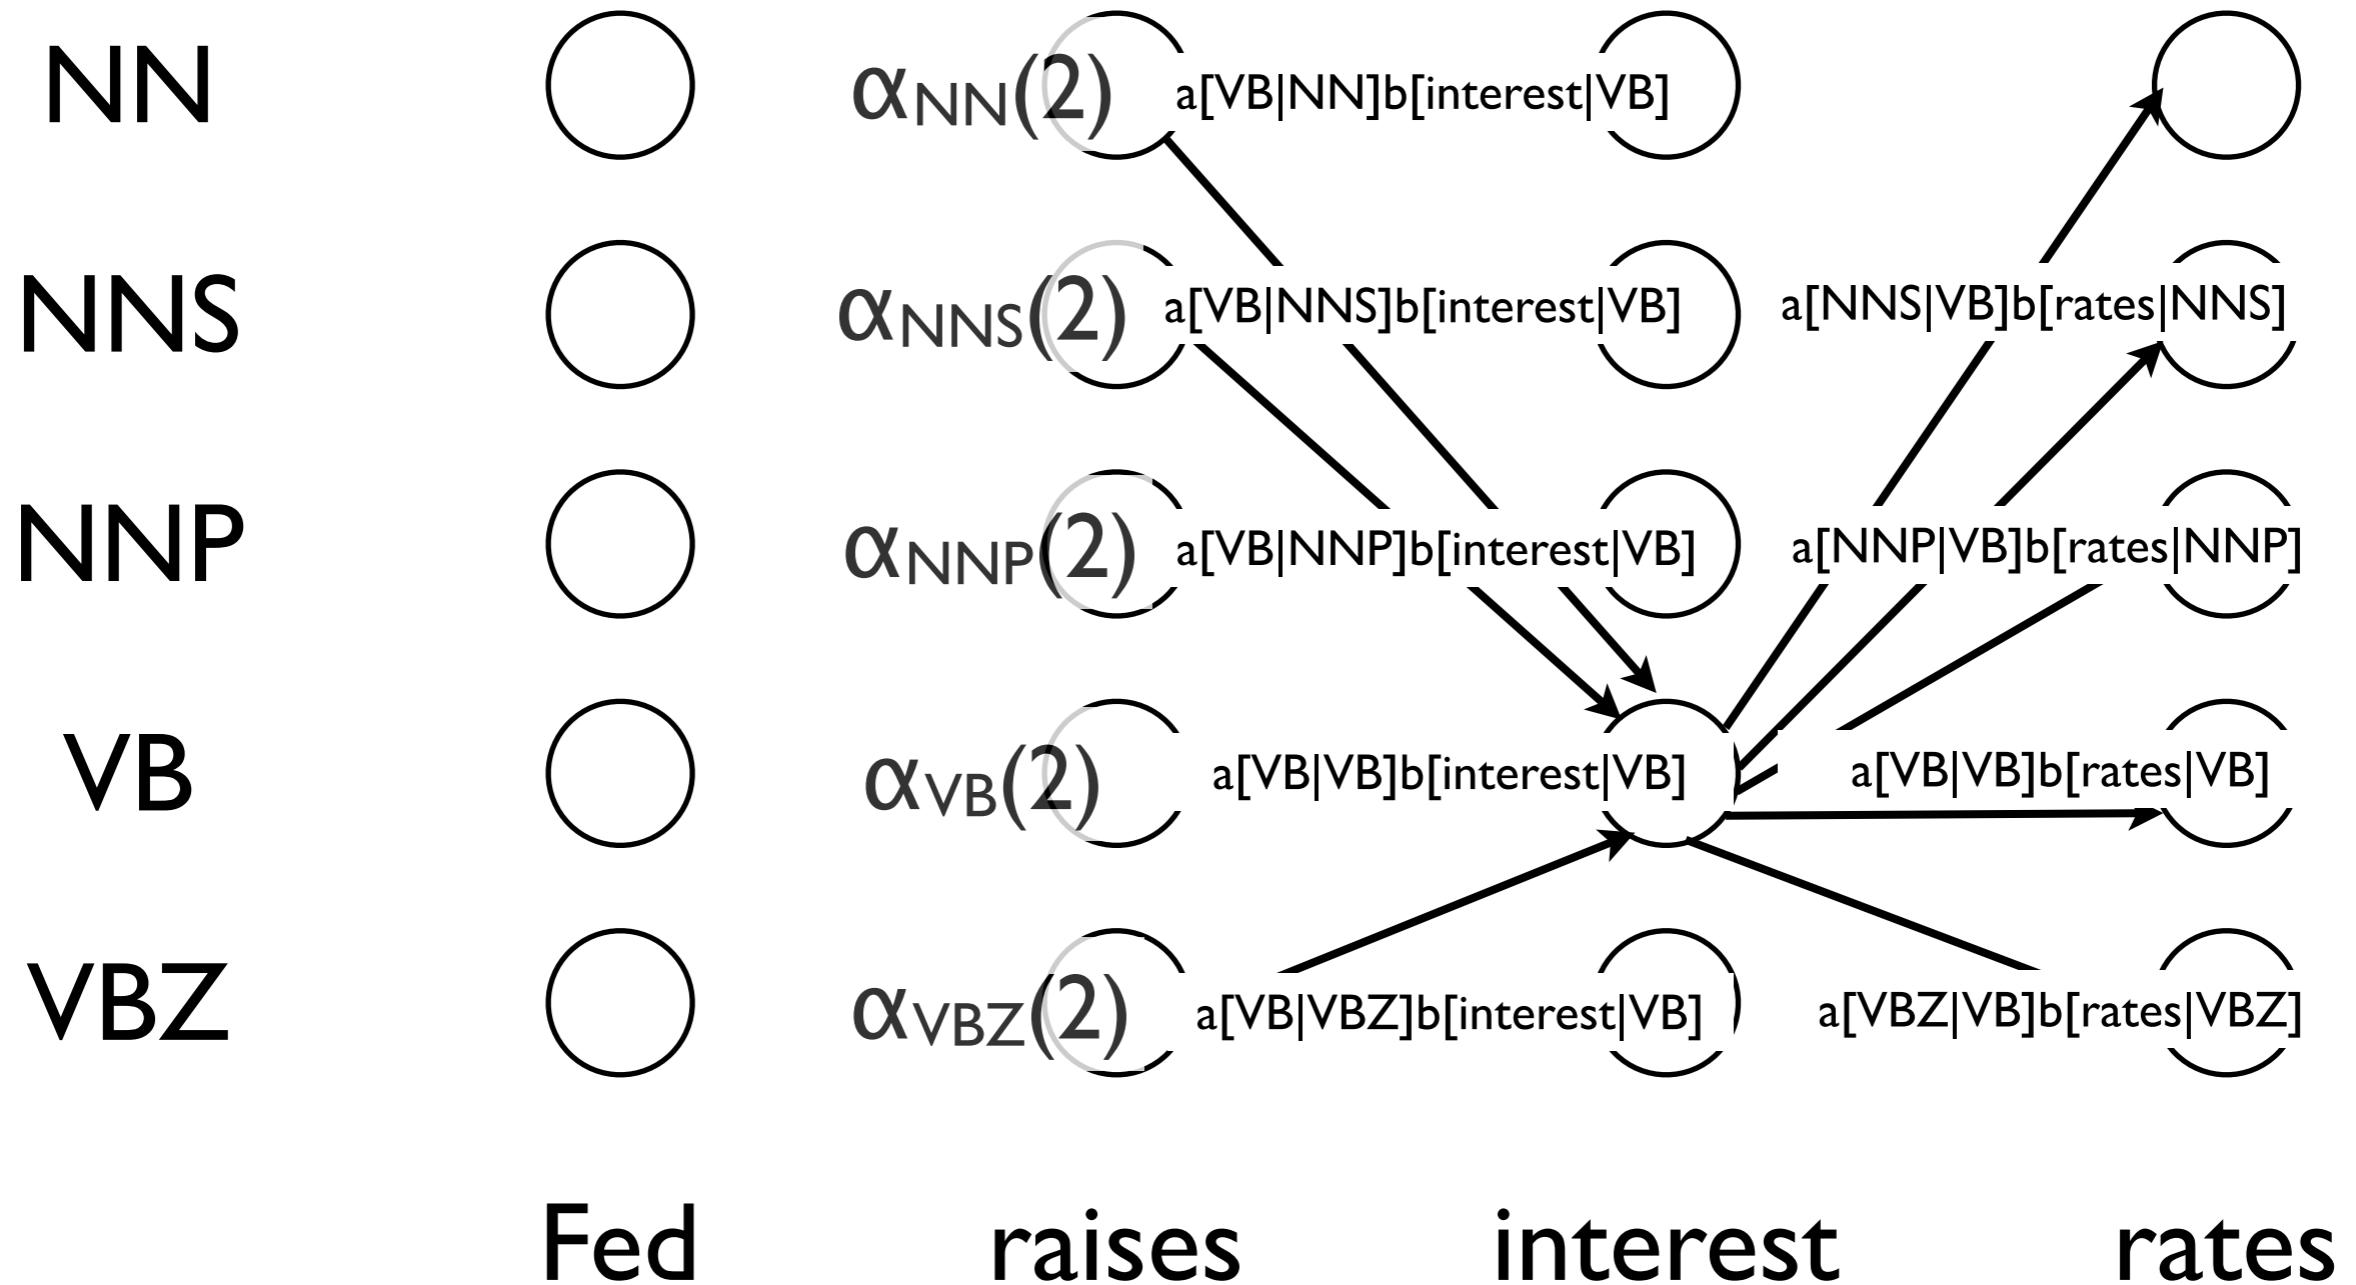 NN αNN(2) a[VB|NN]b[interest|VB]
NNS αNNS(2) a[VB|NNS]b[interest|VB] a[NNS|VB]b[rates|NNS]
NNP αNNP(2) a[VB|NNP]b[interest|VB] a[NNP|VB]b[rates|NNP]
VB αVB(2) a[VB|VB]b[interest|VB] a[VB|VB]b[rates|VB]
VBZ αVBZ(2) a[VB|VBZ]b[interest|VB] a[VBZ|VB]b[rates|VBZ]
Fed raises interest rates